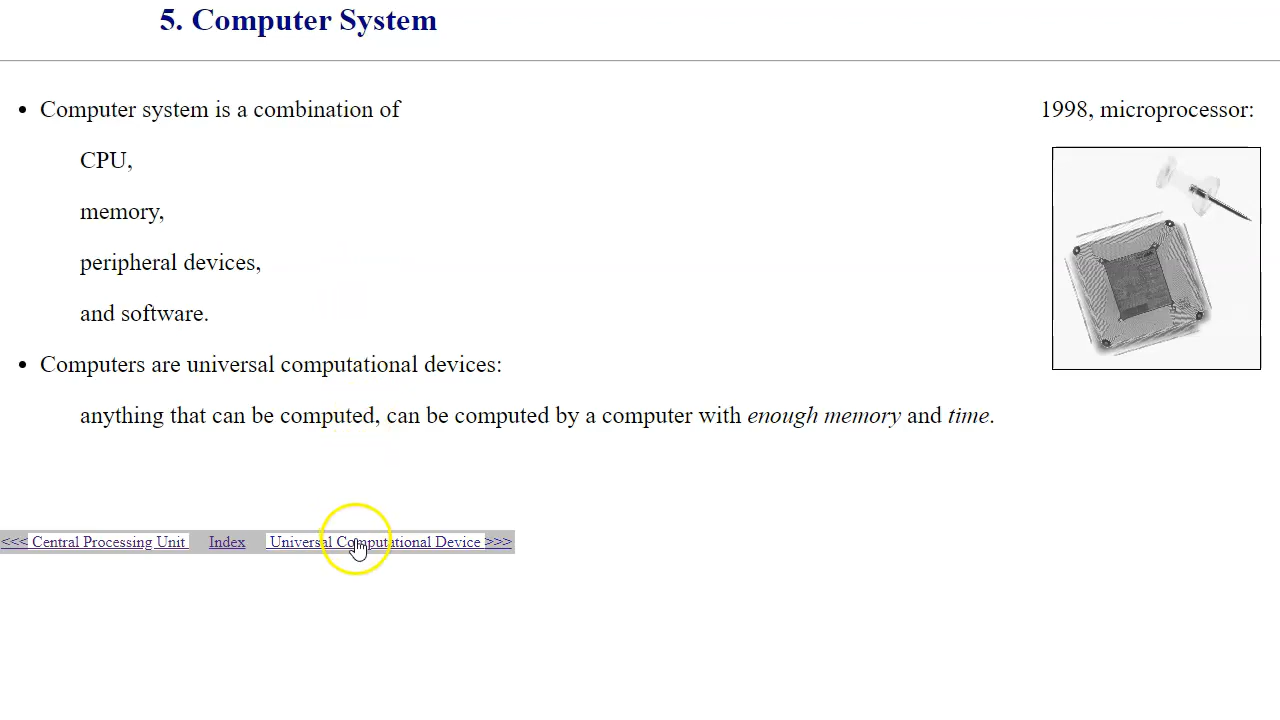 5. Computer System
Computer system is a combination of
CPU,
memory,
peripheral devices,
and software.
Computers are universal computational devices:
anything that can be computed, can be computed by a computer with enough memory and time.
1998, microprocessor:
<<< Central Processing Unit Index Universal Computational Device >>>